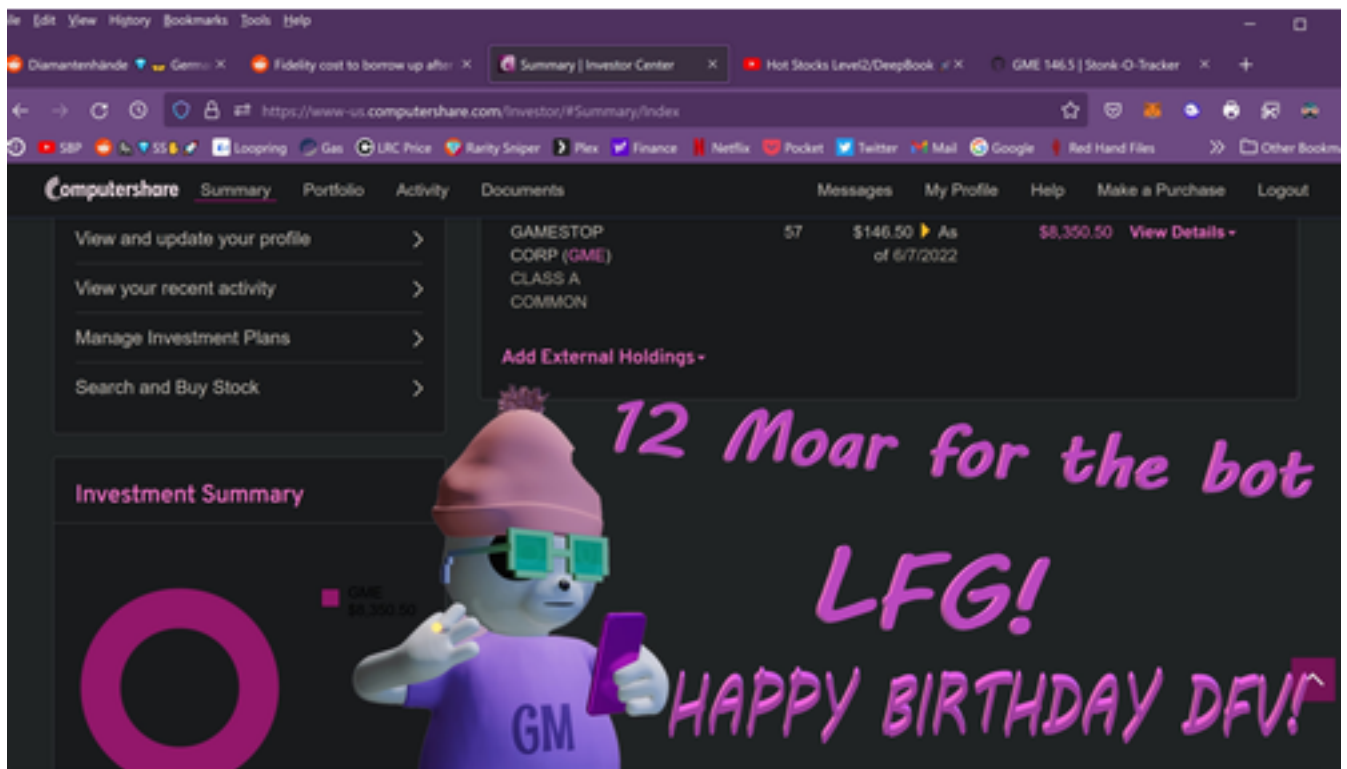 File Edit View History Bookmarks Tools Help
Diamantenhände Germa Fidelity cost to borrow up after Summary | Investor Center Hot Stocks Level2/DeepBook GME 146.5 | Stonk-O-Tracker
https://www-us.computershare.com/Investor/#Summary/Index
SBP SS Loopring Gas LRC Price Rarity Sniper Plex Finance Netflix Pocket Twitter Mail Google Red Hand Files Other Bookma
Computershare Summary Portfolio Activity Documents Messages My Profile Help Make a Purchase Logout
View and update your profile
View your recent activity
Manage Investment Plans
Search and Buy Stock
GAMESTOP 57 $146.50 As $8,350.50 View Details
CORP (GME) of 6/7/2022
CLASS A
COMMON
Add External Holdings
12 Moar for the bot
LFG!
HAPPY BIRTHDAY DFV!
Investment Summary
GME
$8,350.50
GM